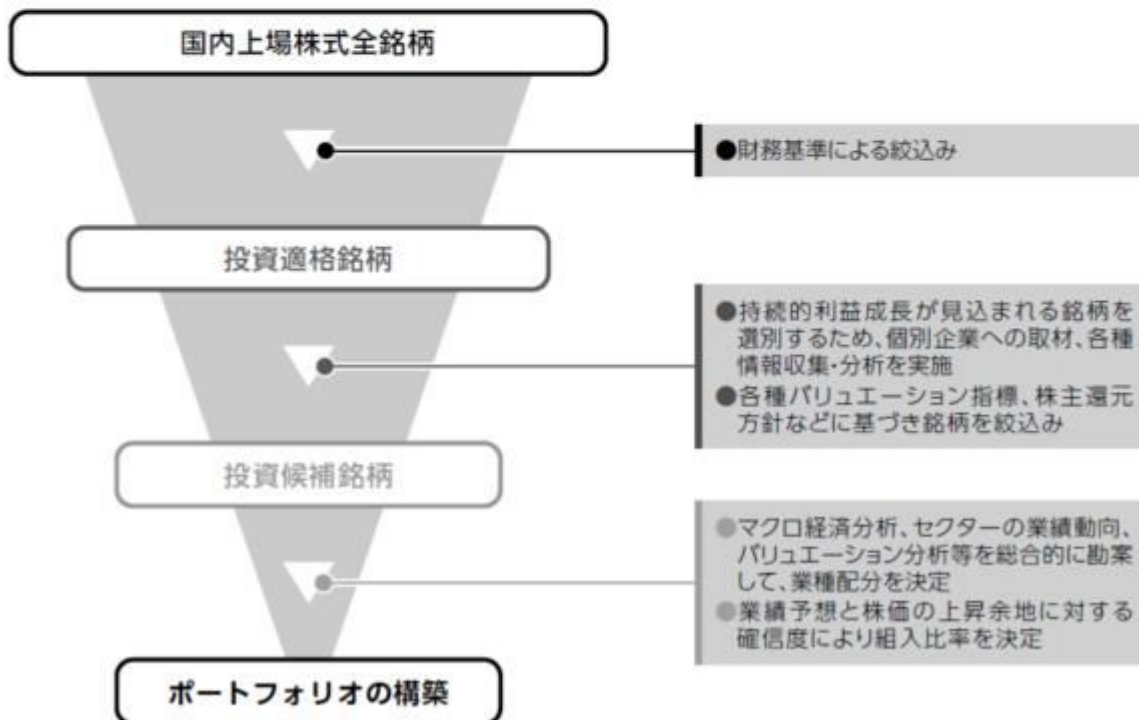 国内上場株式全銘柄
●財務基準による絞込み
投資適格銘柄
●持続的利益成長が見込まれる銘柄を
選別するため、個別企業への取材、各種
情報収集・分析を実施
●各種バリュエーション指標、株主還元
方針などに基づき銘柄を絞込み
投資候補銘柄
●マクロ経済分析、セクターの業績動向、
バリュエーション分析等を総合的に勘案
して、業種配分を決定
●業績予想と株価の上昇余地に対する
確信度により組入比率を決定
ポートフォリオの構築